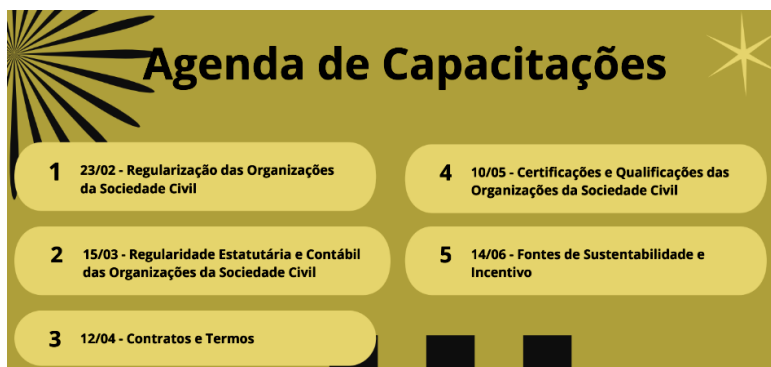 Agenda de Capacitações
1 23/02 - Regularização das Organizações
da Sociedade Civil
2 15/03 - Regularidade Estatutária e Contábil
das Organizações da Sociedade Civil
3 12/04 - Contratos e Termos
4 10/05 - Certificações e Qualificações das
Organizações da Sociedade Civil
5 14/06 - Fontes de Sustentabilidade e
Incentivo